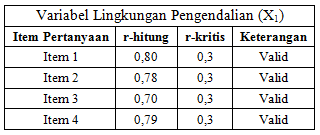 Variabel Lingkungan Pengendalian (X₁)
Item Pertanyaan r-hitung r-kritis Keterangan
Item 1 0,80 0,3 Valid
Item 2 0,78 0,3 Valid
Item 3 0,70 0,3 Valid
Item 4 0,79 0,3 Valid